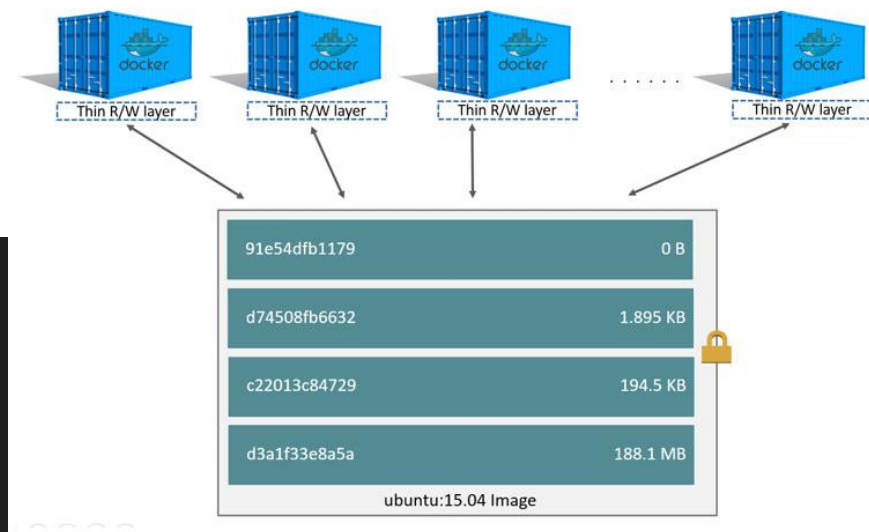 docker
docker
docker
docker
Thin R/W layer
Thin R/W layer
Thin R/W layer
. . . . . .
Thin R/W layer
91e54dfb1179 0 B
d74508fb6632 1.895 KB
c22013c84729 194.5 KB
d3a1f33e8a5a 188.1 MB
ubuntu:15.04 Image